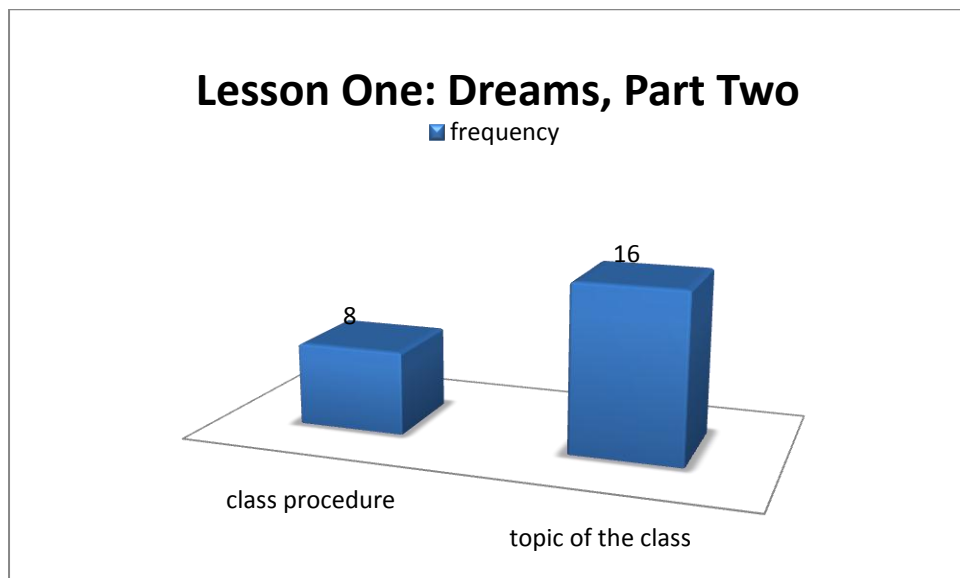 Lesson One: Dreams, Part Two
frequency
16
8
class procedure
topic of the class